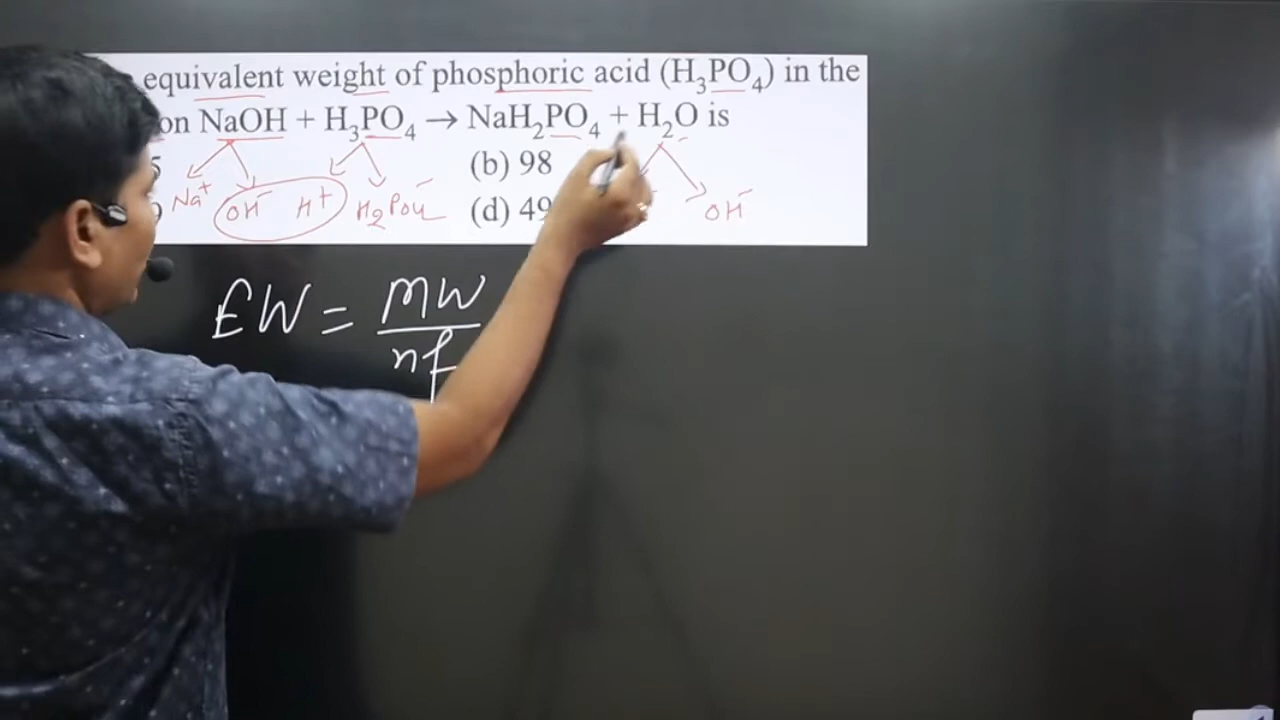 equivalent weight of phosphoric acid (H₃PO₄) in the
on NaOH + H₃PO₄ → NaH₂PO₄ + H₂O is
5 (b) 98
(d) 49
Na⁺ OH⁻ H⁺ H₂PO₄⁻ OH⁻
EW = MW
nf